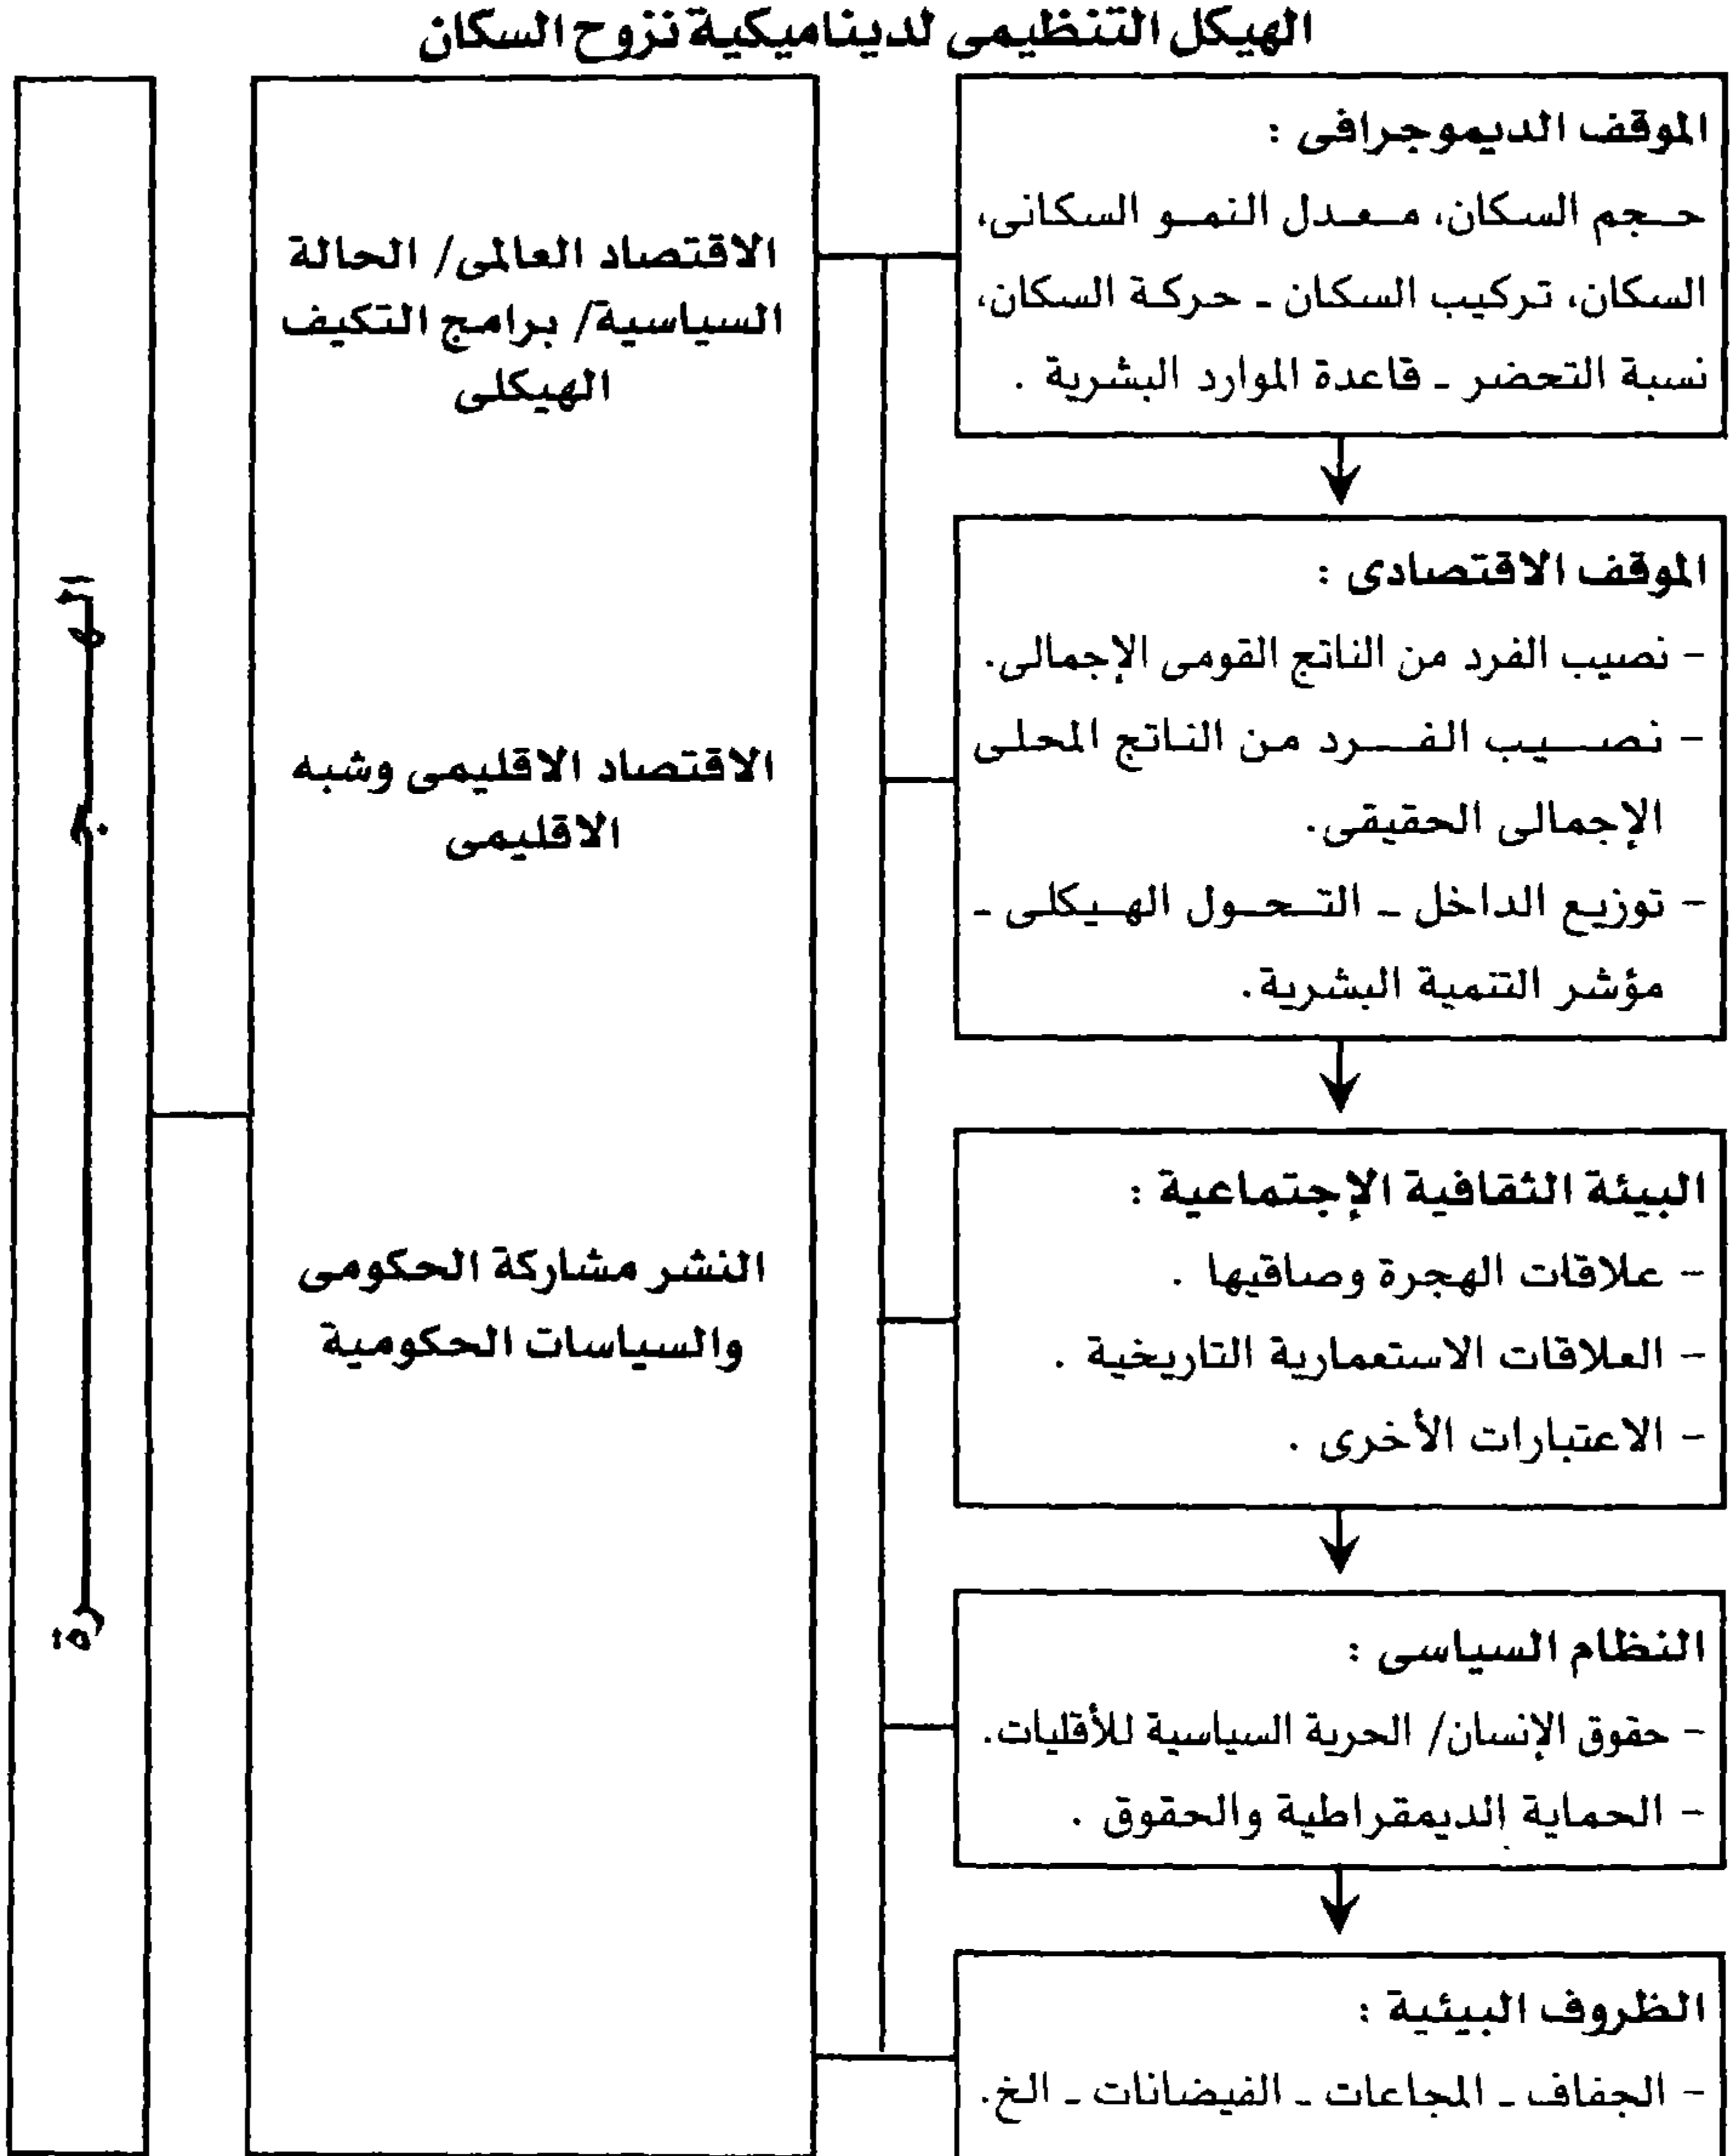 الهيكل التنظيمى لديناميكية نزوح السكان
الموقف الديموجرافى :
حجم السكان، معدل النمو السكانى،
السكان، تركيب السكان - حركة السكان،
نسبة التحضر - قاعدة الموارد البشرية .
الموقف الاقتصادى :
- نصيب الفرد من الناتج القومى الإجمالى.
- نصيب الفرد من الناتج المحلى
الإجمالى الحقيقى.
- توزيع الداخل - التحول الهيكلى -
مؤشر التنمية البشرية.
البيئة الثقافية الإجتماعية :
- علاقات الهجرة وصاقيها .
- العلاقات الاستعمارية التاريخية .
- الاعتبارات الأخرى .
النظام السياسى :
- حقوق الإنسان/ الحرية السياسية للأقليات.
- الحماية الديمقراطية والحقوق .
الظروف البيئية :
- الجفاف - المجاعات - الفيضانات - الخ.
الاقتصاد العالمى/ الحالة
السياسية/ برامج التكيف
الهيكلى
الاقتصاد الاقليمى وشبه
الاقليمى
النشر مشاركة الحكومى
والسياسات الحكومية
الهجرة